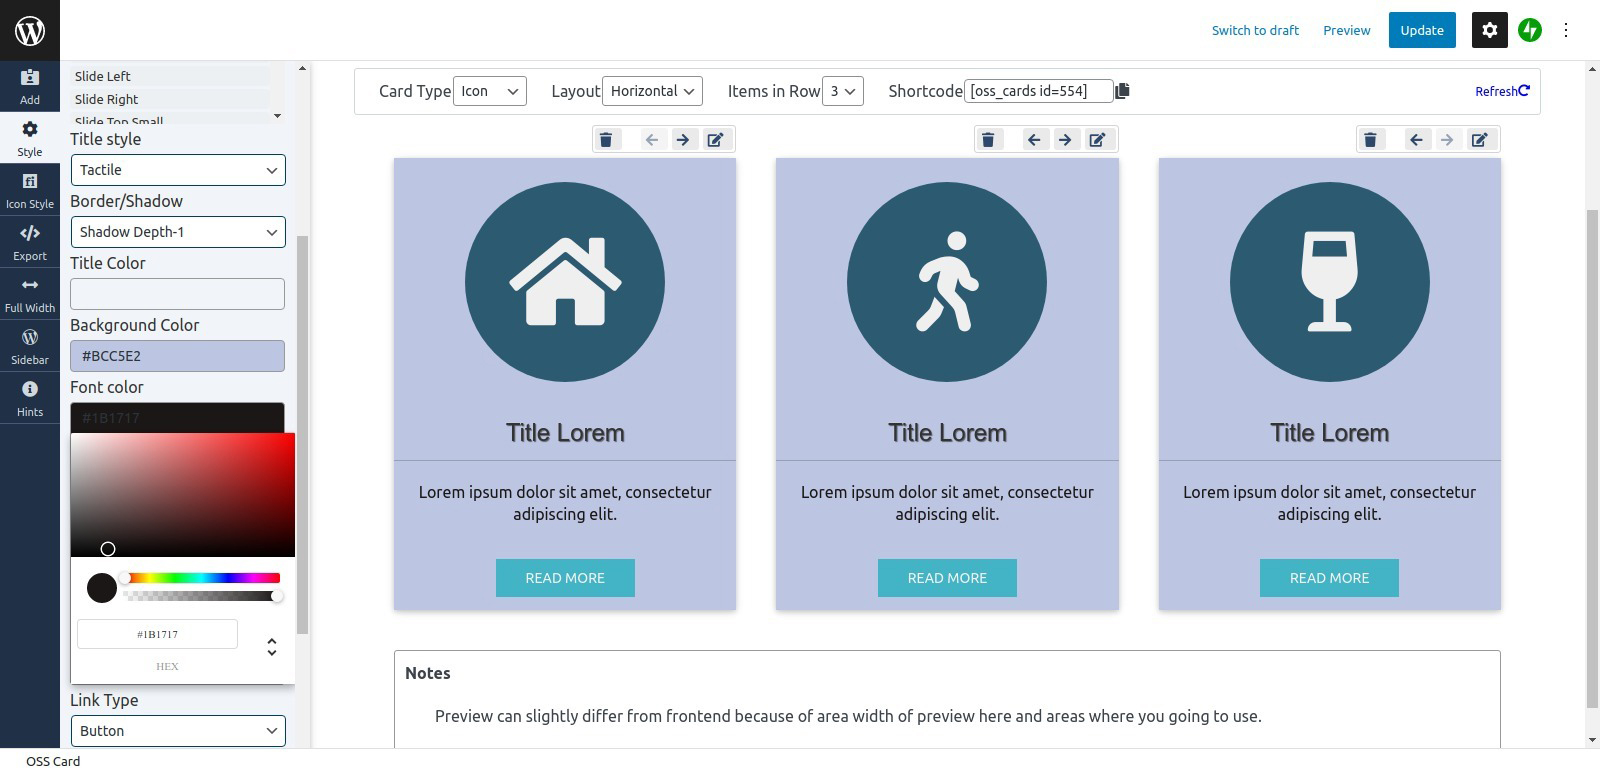 Switch to draft
Preview
Update
Add
Style
Icon Style
Export
Full Width
Sidebar
Hints
Slide Left
Slide Right
Slide Top Small
Title style
Tactile
Border/Shadow
Shadow Depth-1
Title Color
Background Color
#BCC5E2
Font color
#1B1717
#1B1717
HEX
Link Type
Button
Card Type Icon Layout Horizontal Items in Row 3 Shortcode [oss_cards id=554] Refresh
Title Lorem
Lorem ipsum dolor sit amet, consectetur
adipiscing elit.
READ MORE
Title Lorem
Lorem ipsum dolor sit amet, consectetur
adipiscing elit.
READ MORE
Title Lorem
Lorem ipsum dolor sit amet, consectetur
adipiscing elit.
READ MORE
Notes
Preview can slightly differ from frontend because of area width of preview here and areas where you going to use.
OSS Card